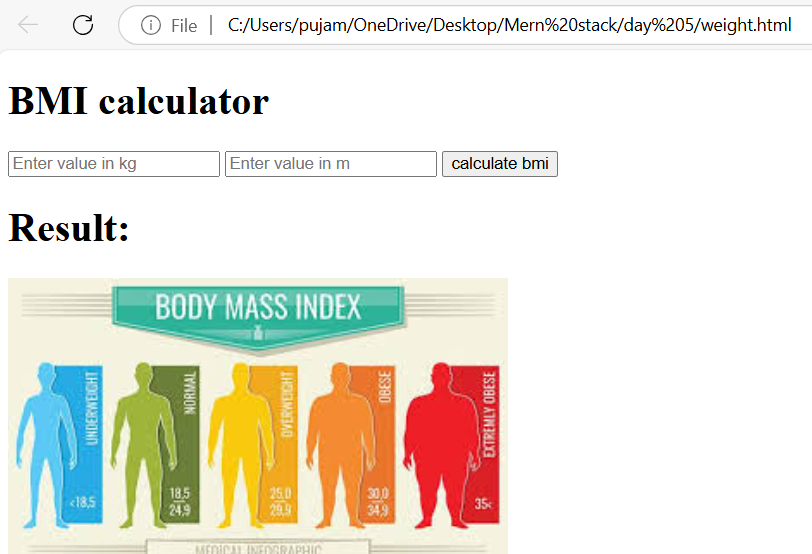 File | C:/Users/pujam/OneDrive/Desktop/Mern%20stack/day%205/weight.html
BMI calculator
Enter value in kg Enter value in m calculate bmi
Result:
BODY MASS INDEX
UNDERWEIGHT
<18,5
NORMAL
18,5
24,9
OVERWEIGHT
25,0
29,9
OBESE
30,0
34,9
EXTREMLY OBESE
35<
MEDICAL INFOGRAPHIC